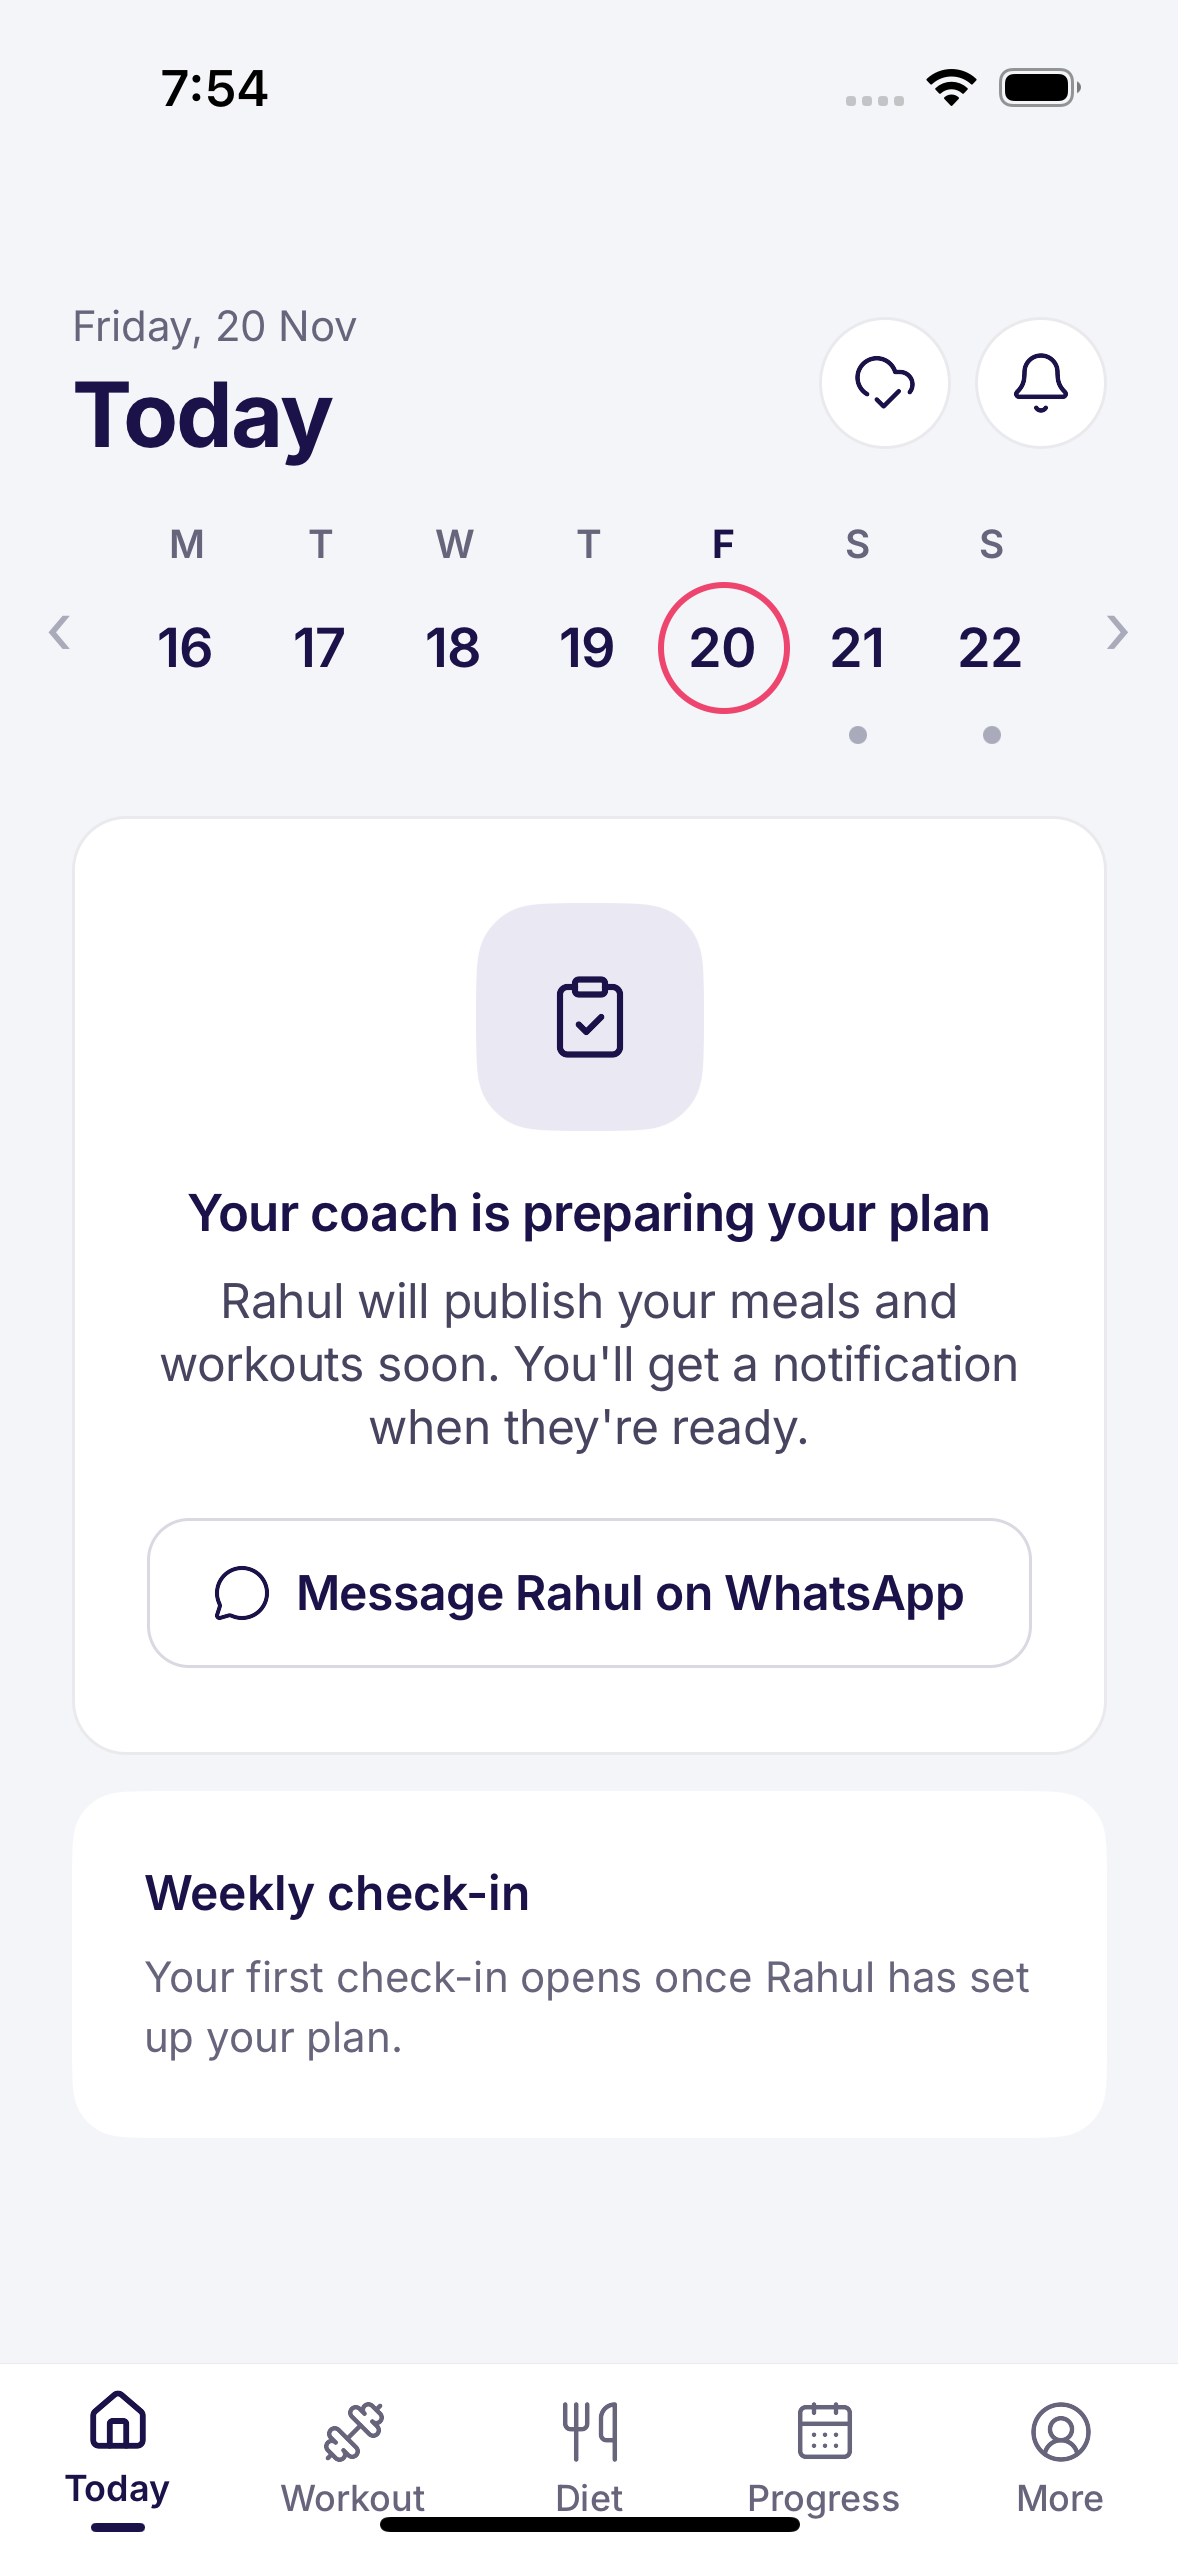 7:54
Friday, 20 Nov
Today
M T W T F S S
16 17 18 19 20 21 22
Your coach is preparing your plan
Rahul will publish your meals and
workouts soon. You'll get a notification
when they're ready.
Message Rahul on WhatsApp
Weekly check-in
Your first check-in opens once Rahul has set
up your plan.
Today Workout Diet Progress More